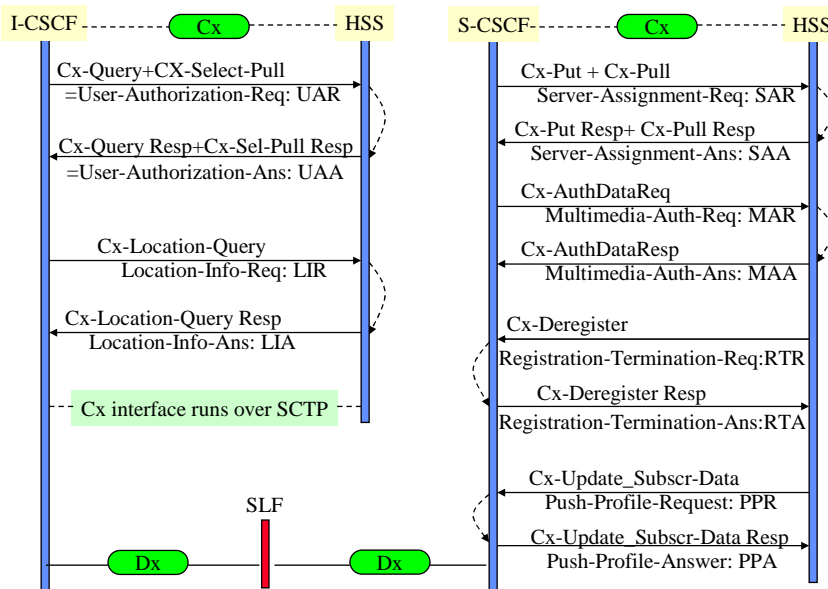 I-CSCF
Cx
HSS
Cx-Query+CX-Select-Pull
=User-Authorization-Req: UAR
Cx-Query Resp+Cx-Sel-Pull Resp
=User-Authorization-Ans: UAA
Cx-Location-Query
Location-Info-Req: LIR
Cx-Location-Query Resp
Location-Info-Ans: LIA
Cx interface runs over SCTP
SLF
Dx
Dx
S-CSCF
Cx
HSS
Cx-Put + Cx-Pull
Server-Assignment-Req: SAR
Cx-Put Resp+ Cx-Pull Resp
Server-Assignment-Ans: SAA
Cx-AuthDataReq
Multimedia-Auth-Req: MAR
Cx-AuthDataResp
Multimedia-Auth-Ans: MAA
Cx-Deregister
Registration-Termination-Req:RTR
Cx-Deregister Resp
Registration-Termination-Ans:RTA
Cx-Update_Subscr-Data
Push-Profile-Request: PPR
Cx-Update_Subscr-Data Resp
Push-Profile-Answer: PPA